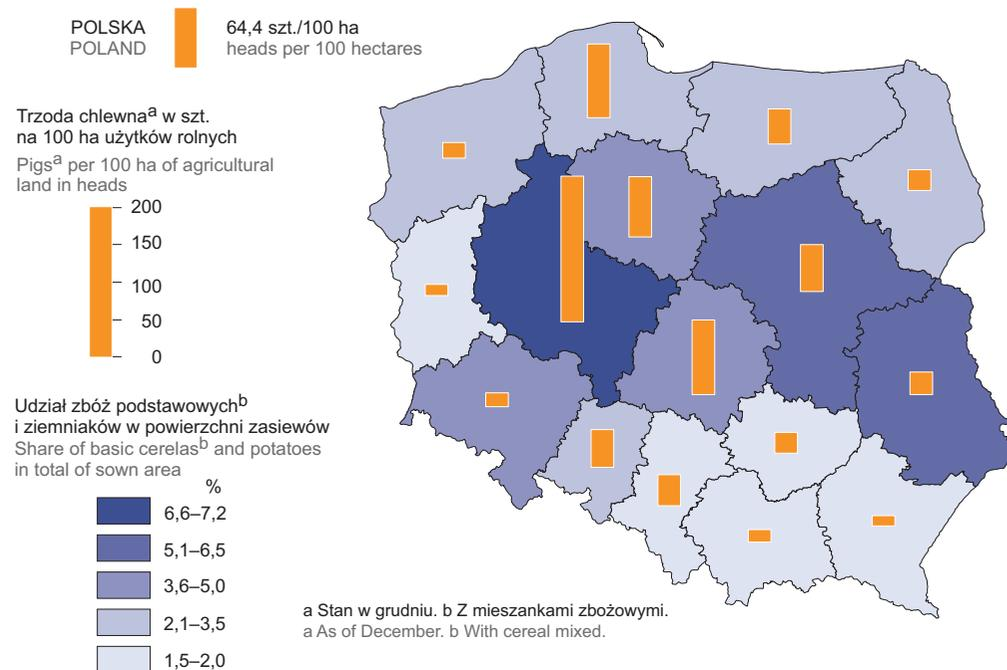 POLSKA
POLAND
64,4 szt./100 ha
heads per 100 hectares
Trzoda chlewnaa w szt.
na 100 ha użytków rolnych
Pigsa per 100 ha of agricultural
land in heads
200
150
100
50
0
Udział zbóż podstawowychb
i ziemniaków w powierzchni zasiewów
Share of basic cerelasb and potatoes
in total of sown area
%
6,6–7,2
5,1–6,5
3,6–5,0
2,1–3,5
1,5–2,0
a Stan w grudniu. b Z mieszankami zbożowymi.
a As of December. b With cereal mixed.